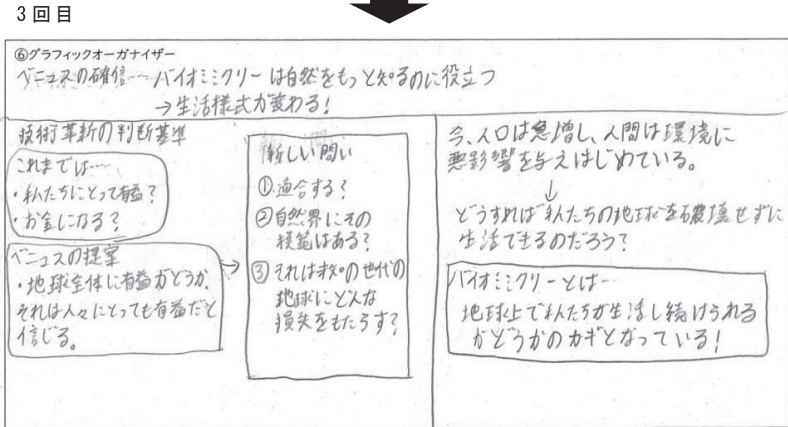 3回目
⑥グラフィックオーガナイザー
ベニュスの確信… バイオミミクリーは自然をもっと知るのに役立つ
→生活様式が変わる！
技術革新の判断基準
これまでは…
・私たちにとって有益？
・お金になる？
ベニュスの提案
・地球全体に有益かどうか、
それは人々にとっても有益だと
信じる。
→
新しい問い
①適合する？
②自然界にその
模範はある？
③それは未知の世代の
地球にどんな
損失をもたらす？
今、人口は急増し、人間は環境に
悪影響を与えはじめている。
↓
どうすれば私たちの地球を破壊せずに
生活できるのだろう？
バイオミミクリーとは…
地球上で私たちが生活し続けられる
かどうかのカギとなっている！